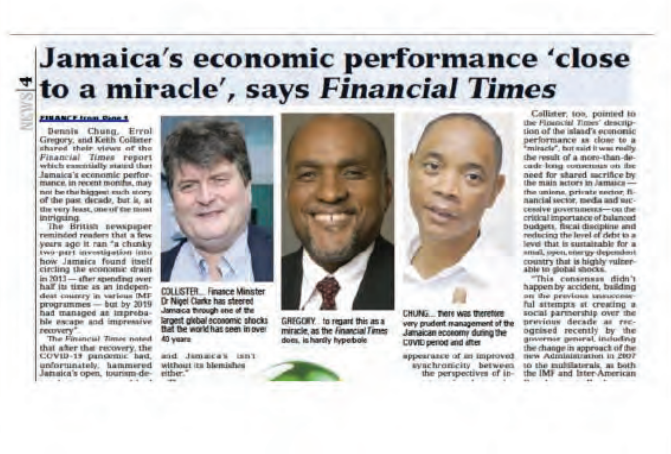 Jamaica's economic performance 'close
to a miracle', says Financial Times
4
NEWS
FINANCE from Page 1
Dennis Chung, Errol
Gregory, and Keith Collister
shared their views of the
Financial Times report
which essentially stated that
Jamaica's economic perfor-
mance, in recent months, may
not be the biggest such story
of the past decade, but is, at
the very least, one of the most
intriguing.
The British newspaper
reminded readers that a few
years ago it ran "a chunky
two-part investigation into
how Jamaica found itself
circling the economic drain
in 2013 — after spending over
half its time as an indepen-
dent country in various IMF
programmes — but by 2019
had managed an improba-
ble escape and impressive
recovery".
The Financial Times noted
that after that recovery, the
COVID-19 pandemic had,
unfortunately, hammered
Jamaica's open, tourism-de-
COLLISTER... Finance Minister
Dr Nigel Clarke has steered
Jamaica through one of the
largest global economic shocks
that the world has seen in over
40 years
and Jamaica's isn't
without its blemishes
either."
GREGORY... to regard this as a
miracle, as the Financial Times
does, is hardly hyperbole
CHUNG... there was therefore
very prudent management of the
Jamaican economy during the
COVID period and after
appearance of an improved
synchronicity between
the perspectives of in-
Collister, too, pointed to
the Financial Times' descrip-
tion of the island's economic
performance as close to a
"miracle", but said it was really
the result of a more-than-de-
cade-long consensus on the
need for shared sacrifice by
the main actors in Jamaica —
the unions, private sector, fi-
nancial sector, media and suc-
cessive governments — on the
critical importance of balanced
budgets, fiscal discipline and
reducing the level of debt to a
level that is sustainable for a
small, open, energy-dependent
country that is highly vulner-
able to global shocks.
"This consensus didn't
happen by accident, building
on the previous unsuccess-
ful attempts at creating a
social partnership over the
previous decade as rec-
ognised recently by the
governor general, including
the change in approach of the
new Administration in 2007
to the multilaterals, as both
the IMF and Inter-American